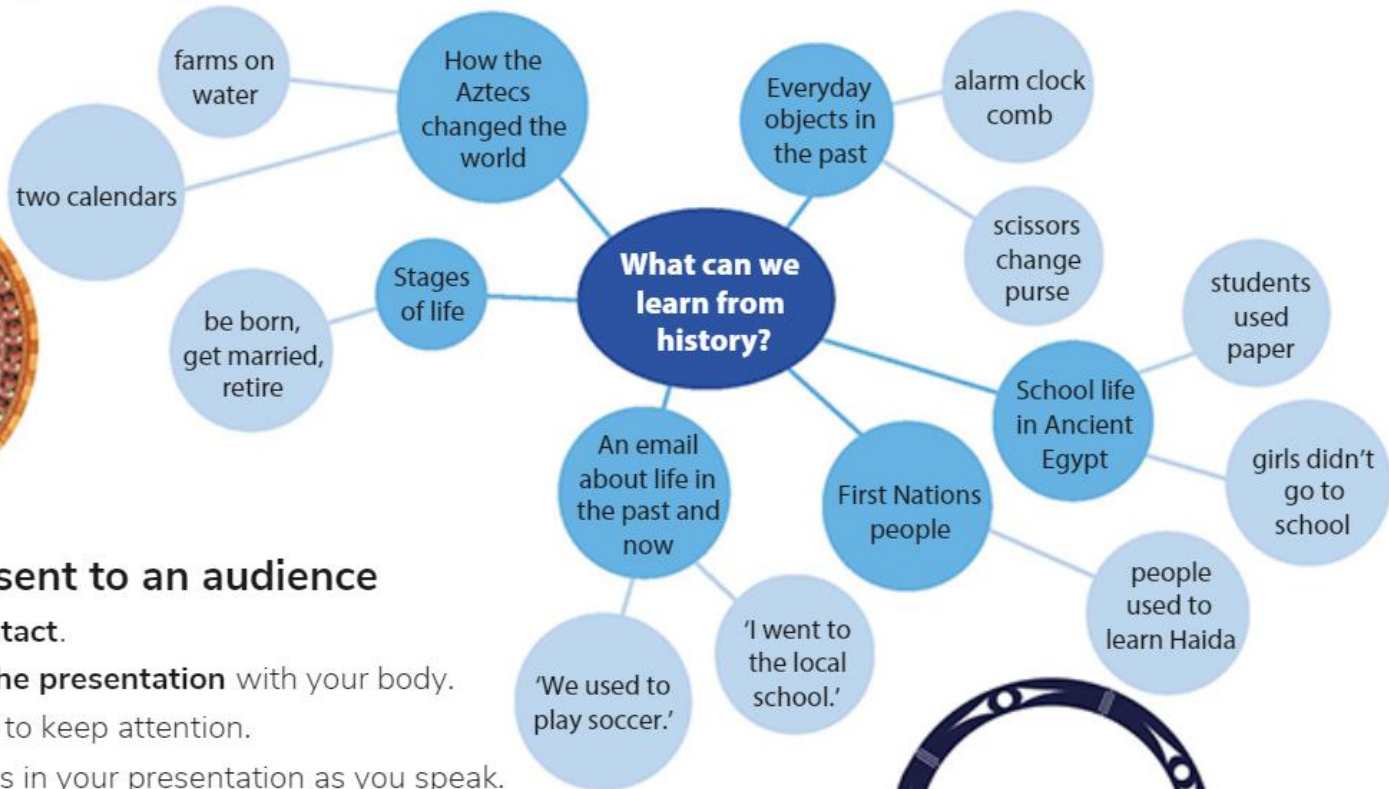 farms on
water
How the
Aztecs
changed the
world
two calendars
Everyday
objects in
the past
alarm clock
comb
scissors
change
purse
Stages
of life
be born,
get married,
retire
What can we
learn from
history?
students
used
paper
School life
in Ancient
Egypt
girls didn't
go to
school
An email
about life in
the past and
now
First Nations
people
people
used to
learn Haida
'We used to
play soccer.'
'I went to
the local
school.'
to an audience
the presentation with your body.
to keep attention.
in your presentation as you speak.